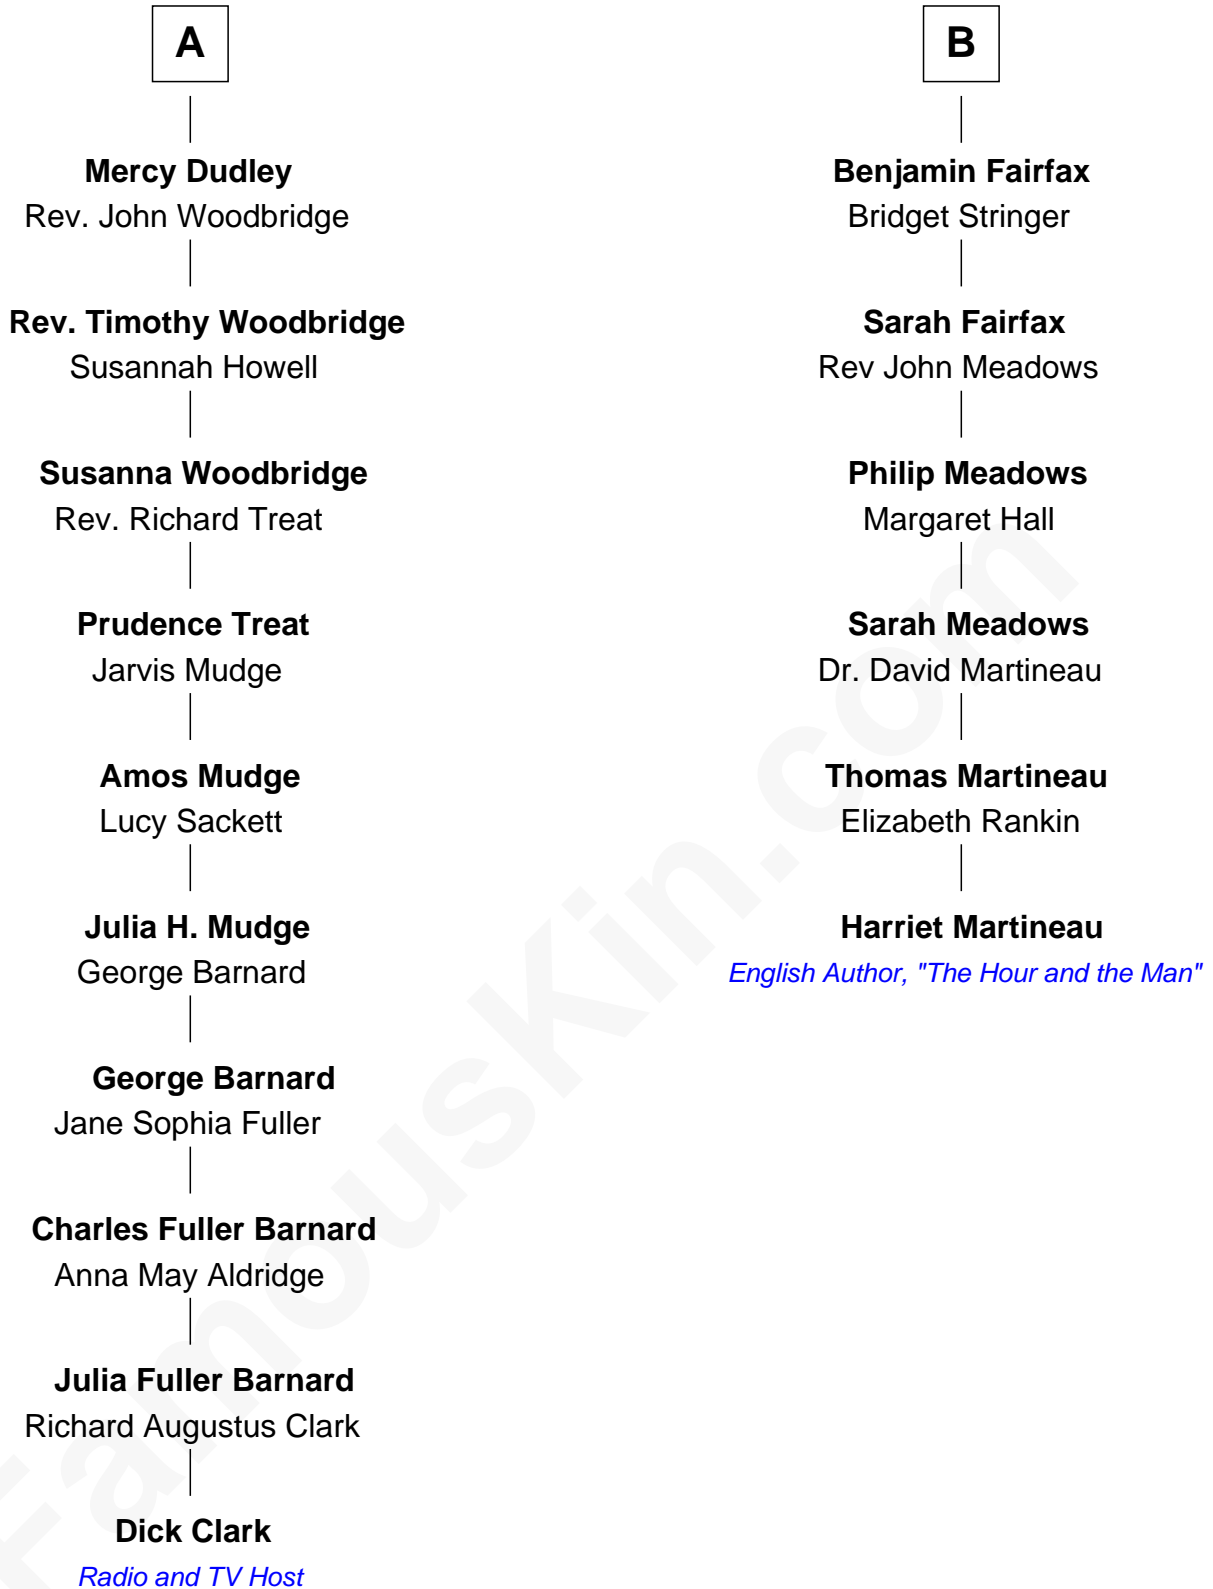 A
Mercy Dudley
Rev. John Woodbridge
Rev. Timothy Woodbridge
Susannah Howell
Susanna Woodbridge
Rev. Richard Treat
Prudence Treat
Jarvis Mudge
Amos Mudge
Lucy Sackett
Julia H. Mudge
George Barnard
George Barnard
Jane Sophia Fuller
Charles Fuller Barnard
Anna May Aldridge
Julia Fuller Barnard
Richard Augustus Clark
Dick Clark
Radio and TV Host
B
Benjamin Fairfax
Bridget Stringer
Sarah Fairfax
Rev John Meadows
Philip Meadows
Margaret Hall
Sarah Meadows
Dr. David Martineau
Thomas Martineau
Elizabeth Rankin
Harriet Martineau
English Author, "The Hour and the Man"
FamousKin.com